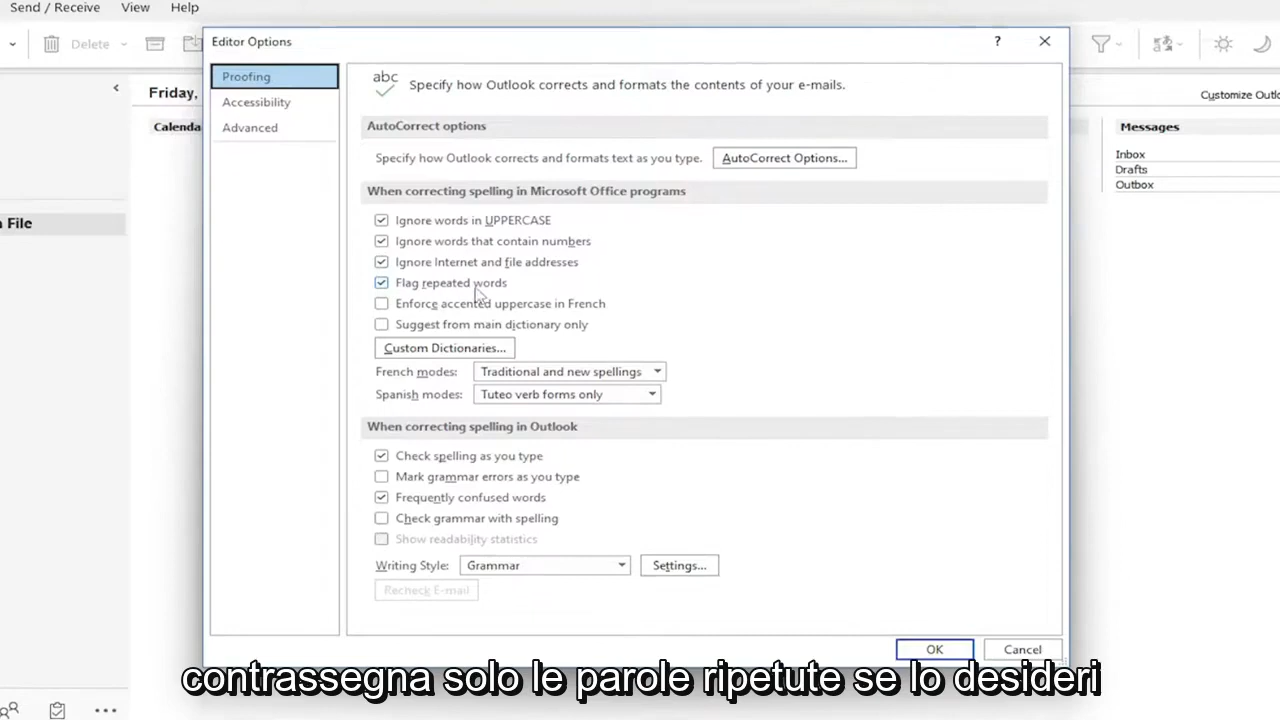 Send / Receive View Help
Delete
Editor Options
?
Proofing
Accessibility
Advanced
abc
Specify how Outlook corrects and formats the contents of your e-mails.
AutoCorrect options
Specify how Outlook corrects and formats text as you type. AutoCorrect Options...
When correcting spelling in Microsoft Office programs
Ignore words in UPPERCASE
Ignore words that contain numbers
Ignore Internet and file addresses
Flag repeated words
Enforce accented uppercase in French
Suggest from main dictionary only
Custom Dictionaries...
French modes: Traditional and new spellings
Spanish modes: Tuteo verb forms only
When correcting spelling in Outlook
Check spelling as you type
Mark grammar errors as you type
Frequently confused words
Check grammar with spelling
Show readability statistics
Writing Style: Grammar Settings...
Recheck E-mail
OK Cancel
Friday,
Calenda
File
Customize Outlo
Messages
Inbox
Drafts
Outbox
contrassegna solo le parole ripetute se lo desideri